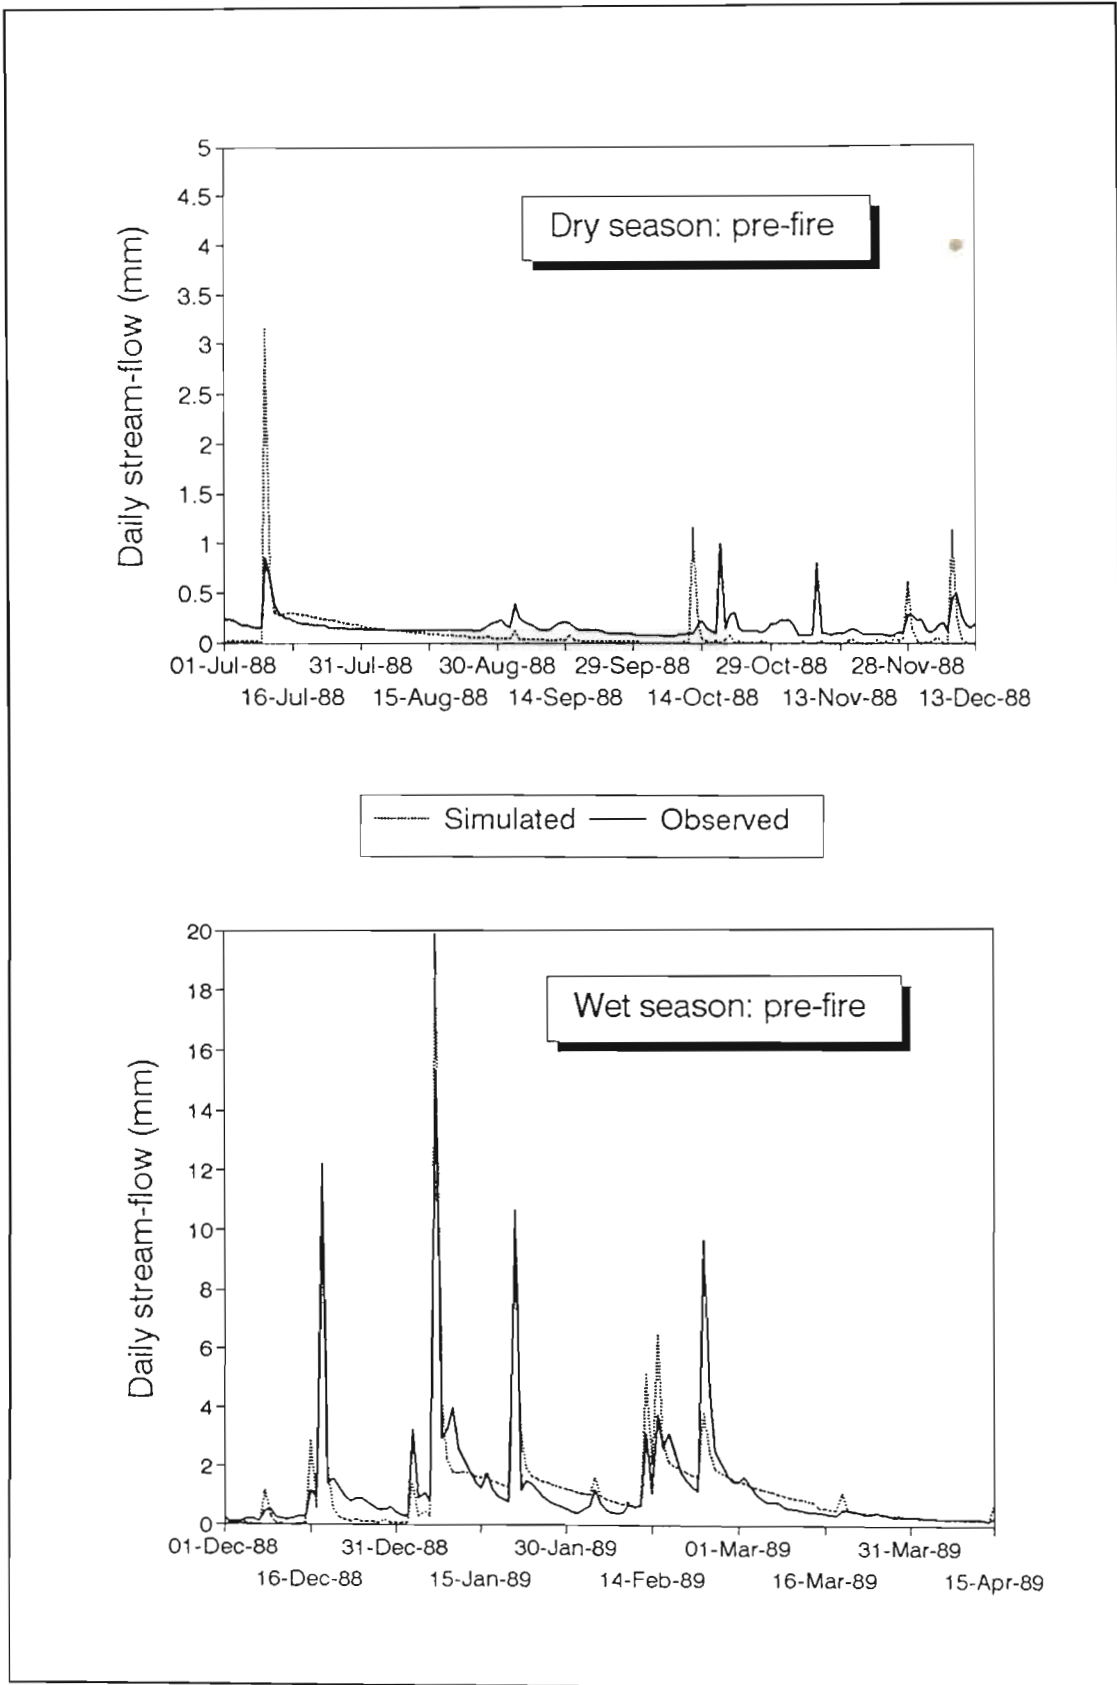 Dry season: pre-fire
Daily stream-flow (mm)
5
4.5
4
3.5
3
2.5
2
1.5
1
0.5
0
01-Jul-88 31-Jul-88 30-Aug-88 29-Sep-88 29-Oct-88 28-Nov-88
16-Jul-88 15-Aug-88 14-Sep-88 14-Oct-88 13-Nov-88 13-Dec-88
Simulated Observed
Wet season: pre-fire
Daily stream-flow (mm)
20
18
16
14
12
10
8
6
4
2
0
01-Dec-88 31-Dec-88 30-Jan-89 01-Mar-89 31-Mar-89
16-Dec-88 15-Jan-89 14-Feb-89 16-Mar-89 15-Apr-89